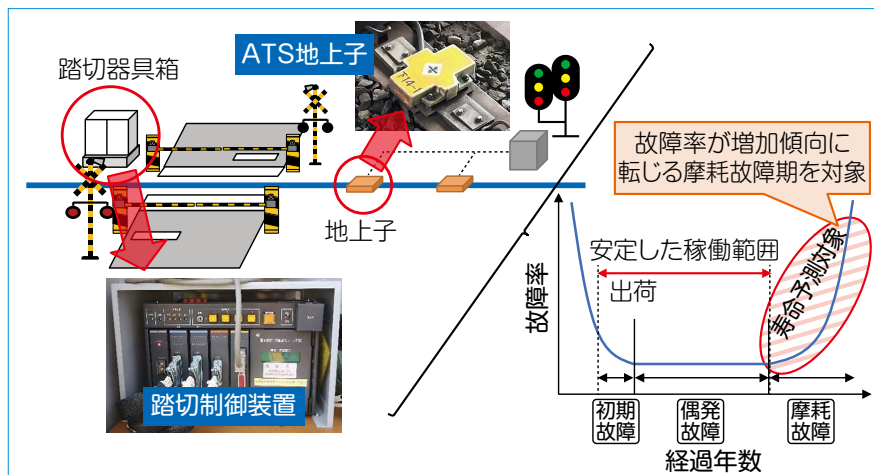 踏切器具箱
ATS地上子
F14-1
地上子
踏切制御装置
故障率が増加傾向に
転じる摩耗故障期を対象
安定した稼働範囲
出荷
寿命予測対象
故障率
初期
故障
偶発
故障
摩耗
故障
経過年数